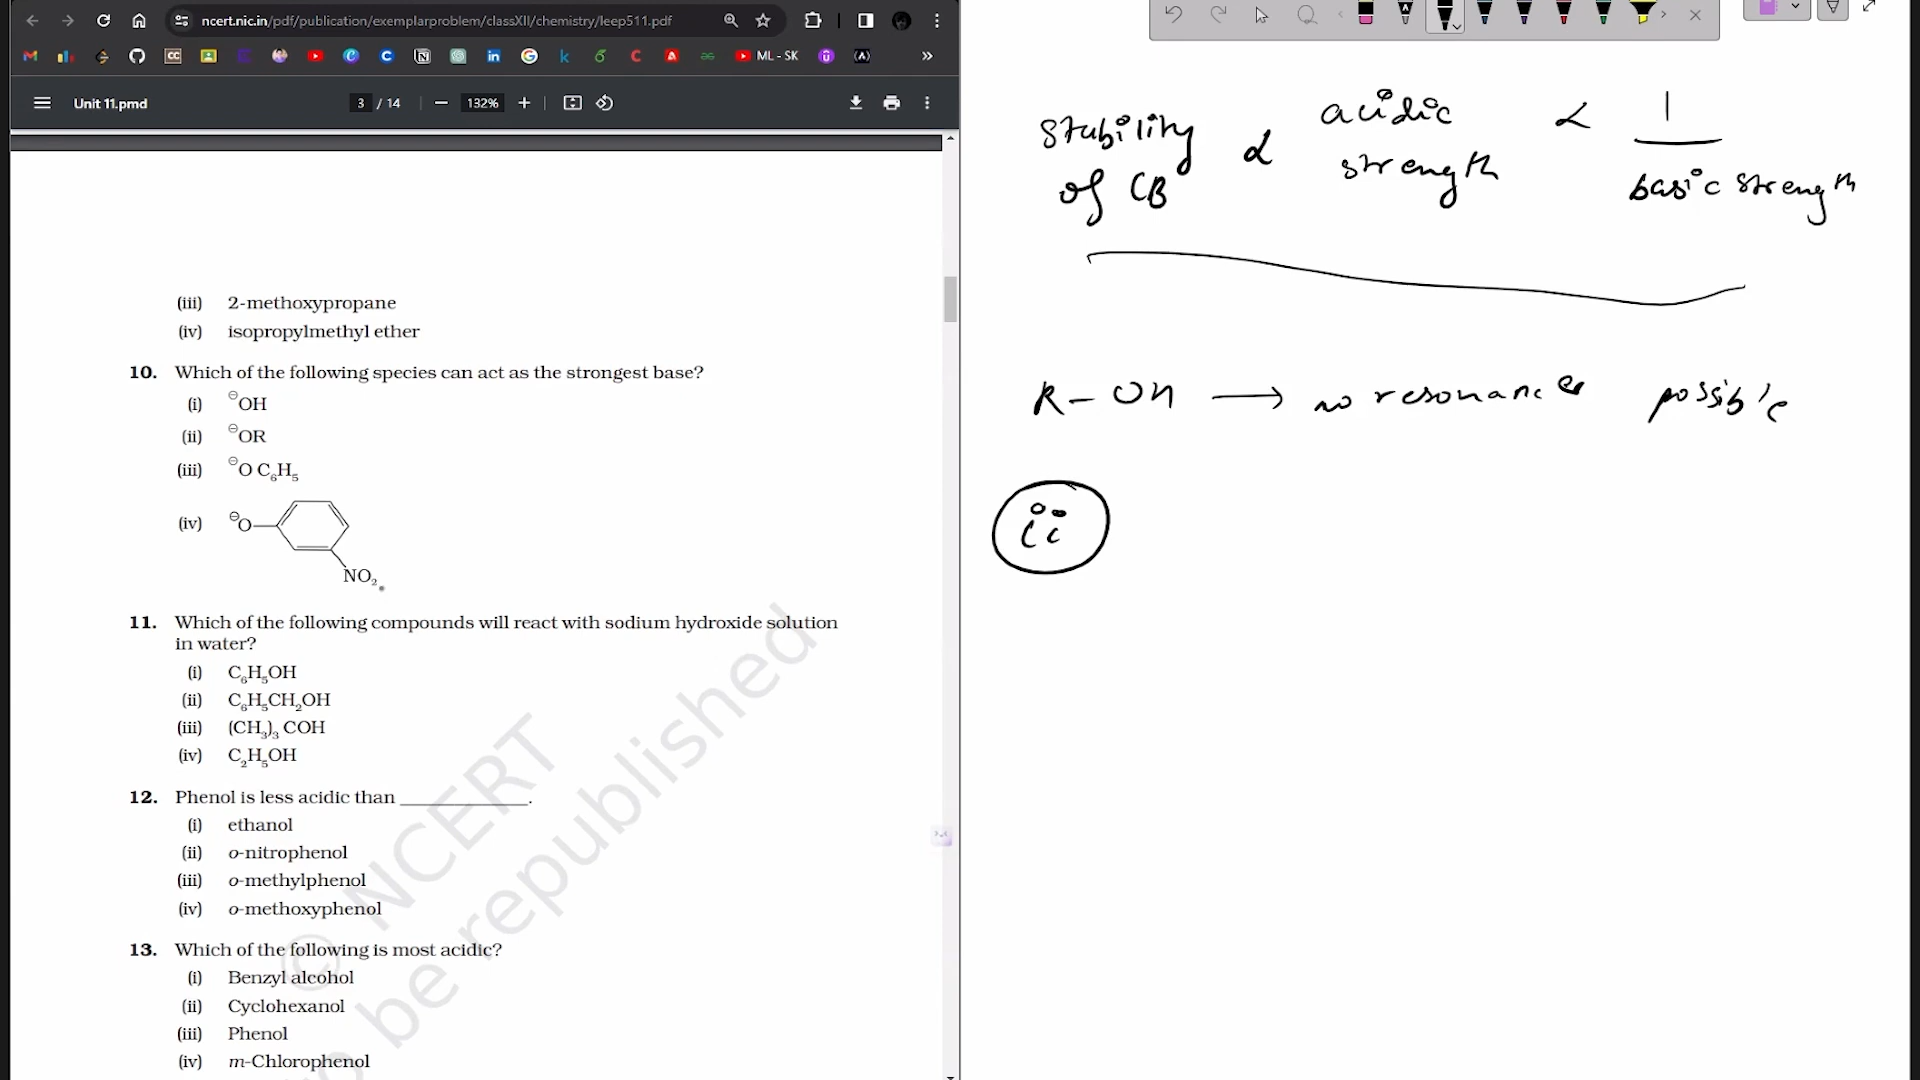 ncert.nic.in/pdf/publication/exemplarproblem/classXII/chemistry/leep511.pdf
ML - SK
Unit 11.pmd
3 / 14
132%
(iii) 2-methoxypropane
(iv) isopropylmethyl ether
10. Which of the following species can act as the strongest base?
(i) ⊖OH
(ii) ⊖OR
(iii) ⊖O C₆H₅
(iv) ⊖O
NO₂
11. Which of the following compounds will react with sodium hydroxide solution
in water?
(i) C₆H₅OH
(ii) C₆H₅CH₂OH
(iii) (CH₃)₃ COH
(iv) C₂H₅OH
12. Phenol is less acidic than ______________.
(i) ethanol
(ii) o-nitrophenol
(iii) o-methylphenol
(iv) o-methoxyphenol
13. Which of the following is most acidic?
(i) Benzyl alcohol
(ii) Cyclohexanol
(iii) Phenol
(iv) m-Chlorophenol
© NCERT
be republished
stability of CB ∝ acidic strength ∝ 1 / basic strength
R - OH → no resonance possible
ii